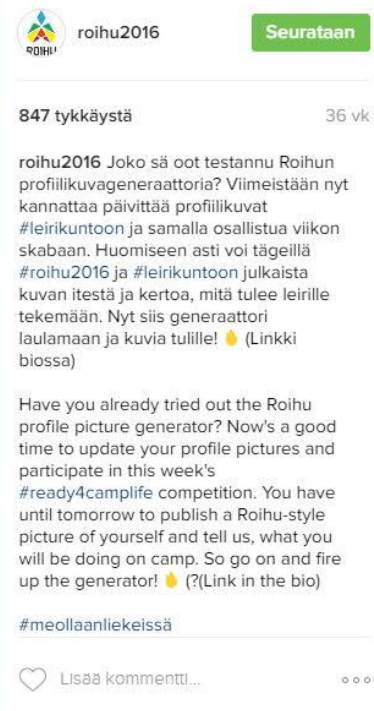 ROIHU
roihu2016
Seurataan
847 tykkäystä
36 vk
roihu2016 Joko sä oot testannu Roihun
profiilikuvageneraattoria? Viimeistään nyt
kannattaa päivittää profiilikuvat
#leirikuntoon ja samalla osallistua viikon
skabaan. Huomiseen asti voi tägeillä
#roihu2016 ja #leirikuntoon julkaista
kuvan itestä ja kertoa, mitä tulee leirille
tekemään. Nyt siis generaattori
laulamaan ja kuvia tulille! (Linkki
biossa)
Have you already tried out the Roihu
profile picture generator? Now's a good
time to update your profile pictures and
participate in this week's
#ready4camplife competition. You have
until tomorrow to publish a Roihu-style
picture of yourself and tell us, what you
will be doing on camp. So go on and fire
up the generator! (?(Link in the bio)
#meollaanliekeissä
Lisää kommentti...